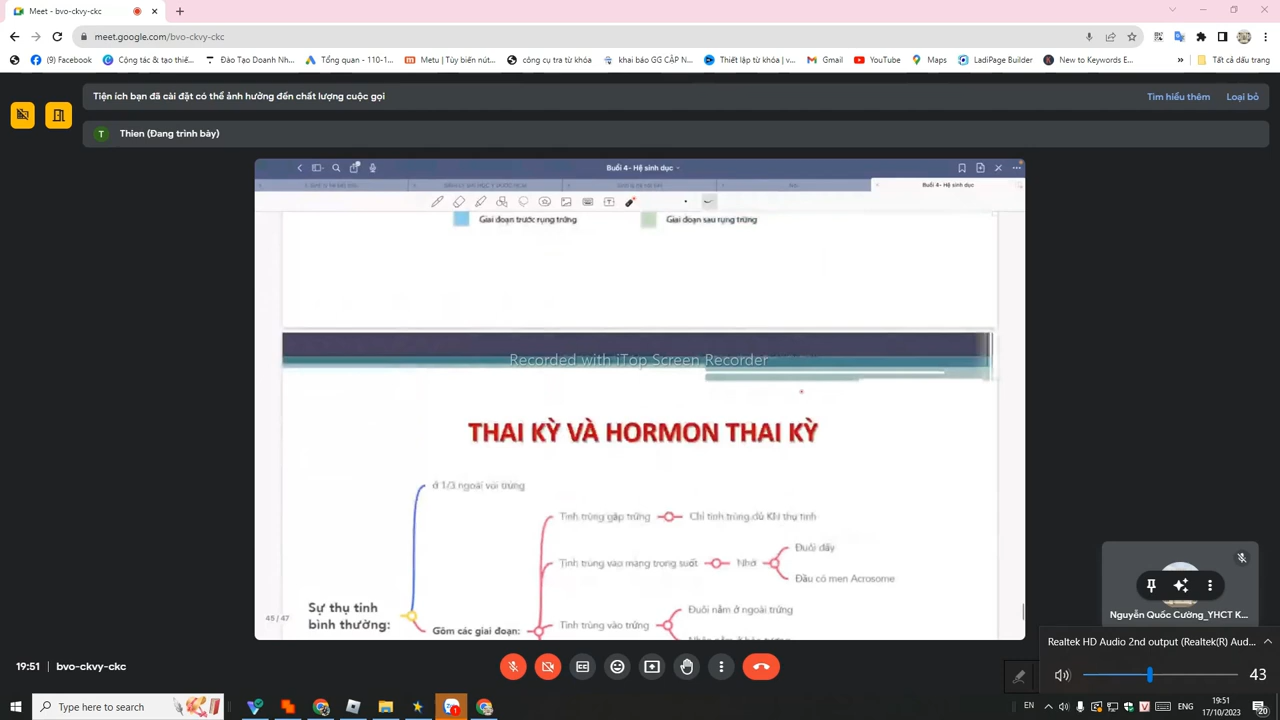 Meet - bvo-ckvy-ckc
meet.google.com/bvo-ckvy-ckc
(9) Facebook
Công tác & tạo thiế...
Đào Tạo Doanh Nh...
Tổng quan - 110-1...
Metu | Tùy biến nút...
công cụ tra từ khóa
khai báo GG CẬP N...
Thiết lập từ khóa | v...
Gmail
YouTube
Maps
LadiPage Builder
New to Keywords E...
»
Tất cả dấu trang
Tiện ích bạn đã cài đặt có thể ảnh hưởng đến chất lượng cuộc gọi
Tìm hiểu thêm
Loại bỏ
T
Thien (Đang trình bày)
Buổi 4- Hệ sinh dục
Buổi 4- Hệ sinh dục
Giai đoạn trước rụng trứng
Giai đoạn sau rụng trứng
Recorded with iTop Screen Recorder
THAI KỲ VÀ HORMON THAI KỲ
ở 1/3 ngoài vòi trứng
Tinh trùng gặp trứng
Chỉ tinh trùng đủ KN thụ tinh
Tinh trùng vào màng trong suốt
Nhờ
Đuôi đẩy
Đầu có men Acrosome
Sự thụ tinh
bình thường:
Gồm các giai đoạn:
Tinh trùng vào trứng
Đuôi nằm ở ngoài trứng
45 / 47
Nguyễn Quốc Cường_YHCT K...
Realtek HD Audio 2nd output (Realtek(R) Aud...
43
19:51
bvo-ckvy-ckc
Type here to search
EN
V
19:51
17/10/2023
20